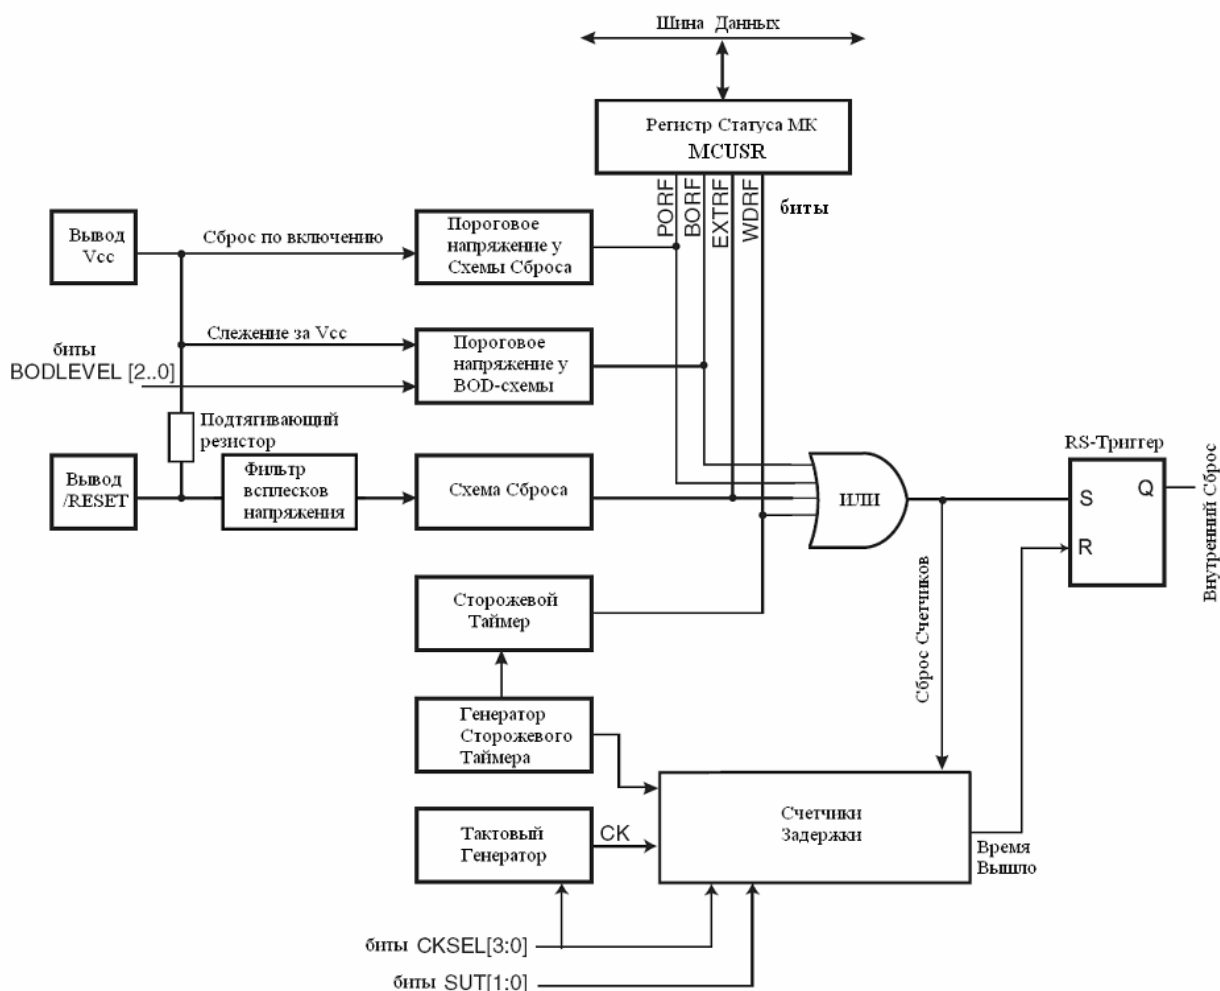 Шина Данных
Регистр Статуса МК
MCUSR
PORF
BORF
EXTRF
WDRF
биты
Вывод
Vcc
Сброс по включению
Пороговое
напряжение у
Схемы Сброса
Слежение за Vcc
биты
BODLEVEL [2..0]
Пороговое
напряжение у
BOD-схемы
Подтягивающий
резистор
Вывод
/RESET
Фильтр
всплесков
напряжения
Схема Сброса
ИЛИ
RS-Триггер
S
Q
R
Внутренний Сброс
Сброс Счетчиков
Сторожевой
Таймер
Генератор
Сторожевого
Таймера
Тактовый
Генератор
CK
Счетчики
Задержки
Время
Вышло
биты CKSEL[3:0]
биты SUT[1:0]